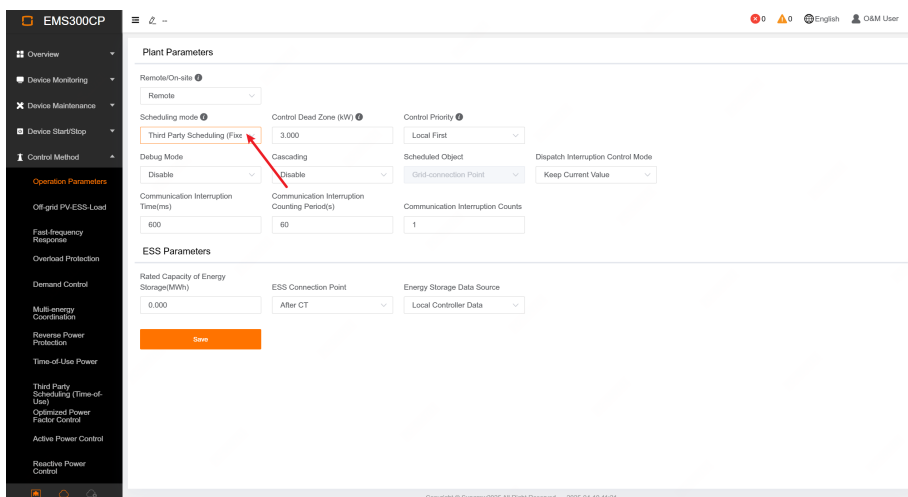 EMS300CP
0
0
English
O&M User
Overview
Device Monitoring
Device Maintenance
Device Start/Stop
Control Method
Operation Parameters
Off-grid PV-ESS-Load
Fast-frequency
Response
Overload Protection
Demand Control
Multi-energy
Coordination
Reverse Power
Protection
Time-of-Use Power
Third Party
Scheduling (Time-of-
Use)
Optimized Power
Factor Control
Active Power Control
Reactive Power
Control
Plant Parameters
Remote/On-site
Remote
Scheduling mode
Control Dead Zone (kW)
Control Priority
Third Party Scheduling (Fixe
3.000
Local First
Debug Mode
Cascading
Scheduled Object
Dispatch Interruption Control Mode
Disable
Disable
Grid-connection Point
Keep Current Value
Communication Interruption
Time(ms)
Communication Interruption
Counting Period(s)
Communication Interruption Counts
600
60
1
ESS Parameters
Rated Capacity of Energy
Storage(MWh)
ESS Connection Point
Energy Storage Data Source
0.000
After CT
Local Controller Data
Save